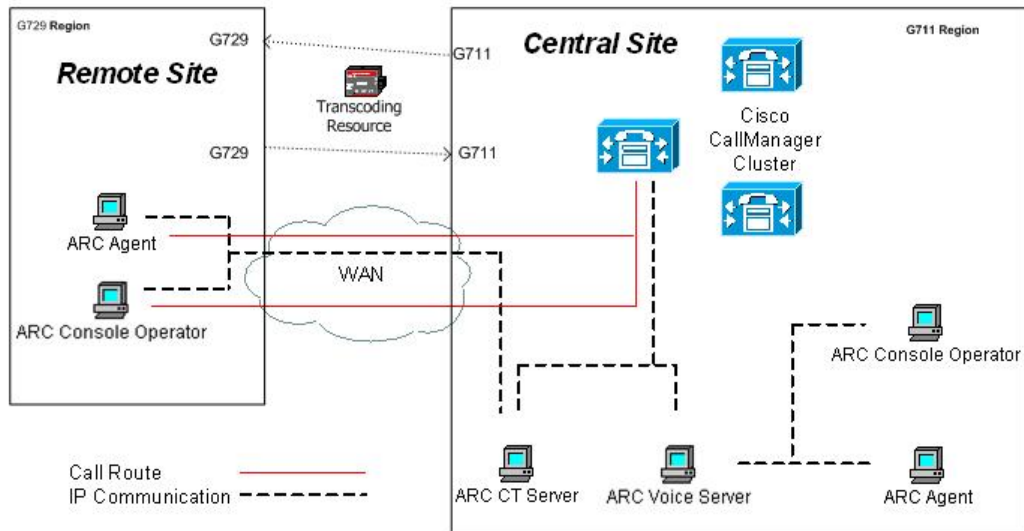 G729 Region
Remote Site
G729
G711
Transcoding
Resource
G729
G711
Central Site
G711 Region
Cisco
CallManager
Cluster
ARC Agent
WAN
ARC Console Operator
ARC Console Operator
Call Route
IP Communication
ARC CT Server
ARC Voice Server
ARC Agent